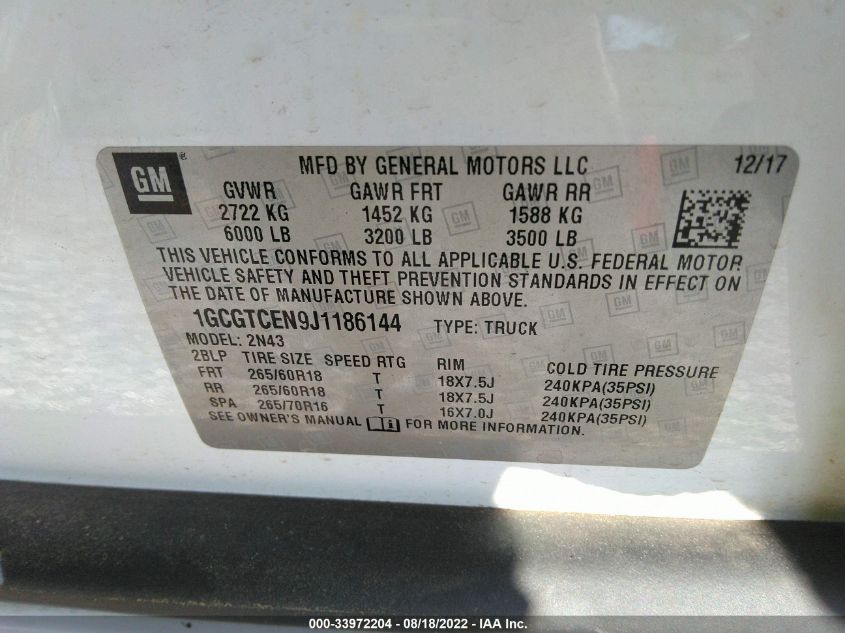 GM ®
MFD BY GENERAL MOTORS LLC 12/17
GVWR GAWR FRT GAWR RR
2722 KG 1452 KG 1588 KG
6000 LB 3200 LB 3500 LB
THIS VEHICLE CONFORMS TO ALL APPLICABLE U.S. FEDERAL MOTOR
VEHICLE SAFETY AND THEFT PREVENTION STANDARDS IN EFFECT ON
THE DATE OF MANUFACTURE SHOWN ABOVE.
1GCGTCEN9J1186144 TYPE: TRUCK
MODEL: 2N43
2BLP TIRE SIZE SPEED RTG RIM COLD TIRE PRESSURE
FRT 265/60R18 T 18X7.5J 240KPA(35PSI)
RR 265/60R18 T 18X7.5J 240KPA(35PSI)
SPA 265/70R16 T 16X7.0J 240KPA(35PSI)
SEE OWNER'S MANUAL FOR MORE INFORMATION.
000-33972204 - 08/18/2022 - IAA Inc.